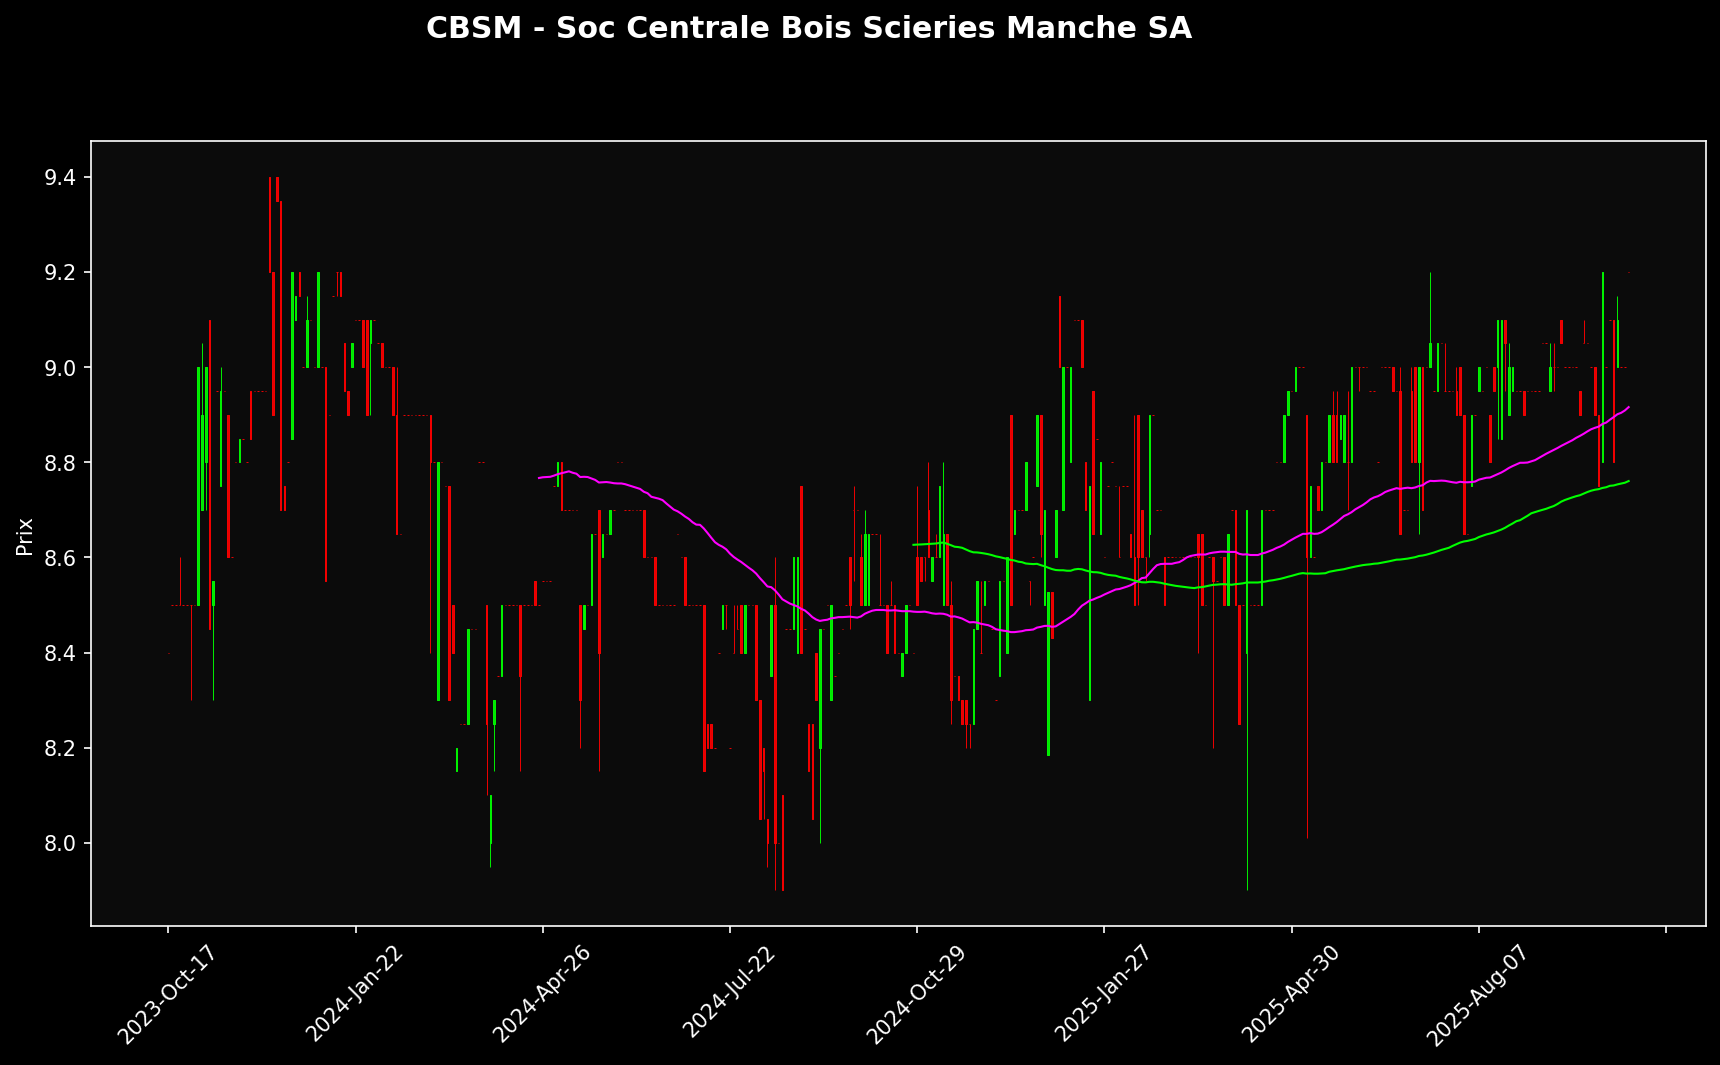 CBSM - Soc Centrale Bois Scieries Manche SA
Prix
9.4
9.2
9.0
8.8
8.6
8.4
8.2
8.0
2023-Oct-17
2024-Jan-22
2024-Apr-26
2024-Jul-22
2024-Oct-29
2025-Jan-27
2025-Apr-30
2025-Aug-07